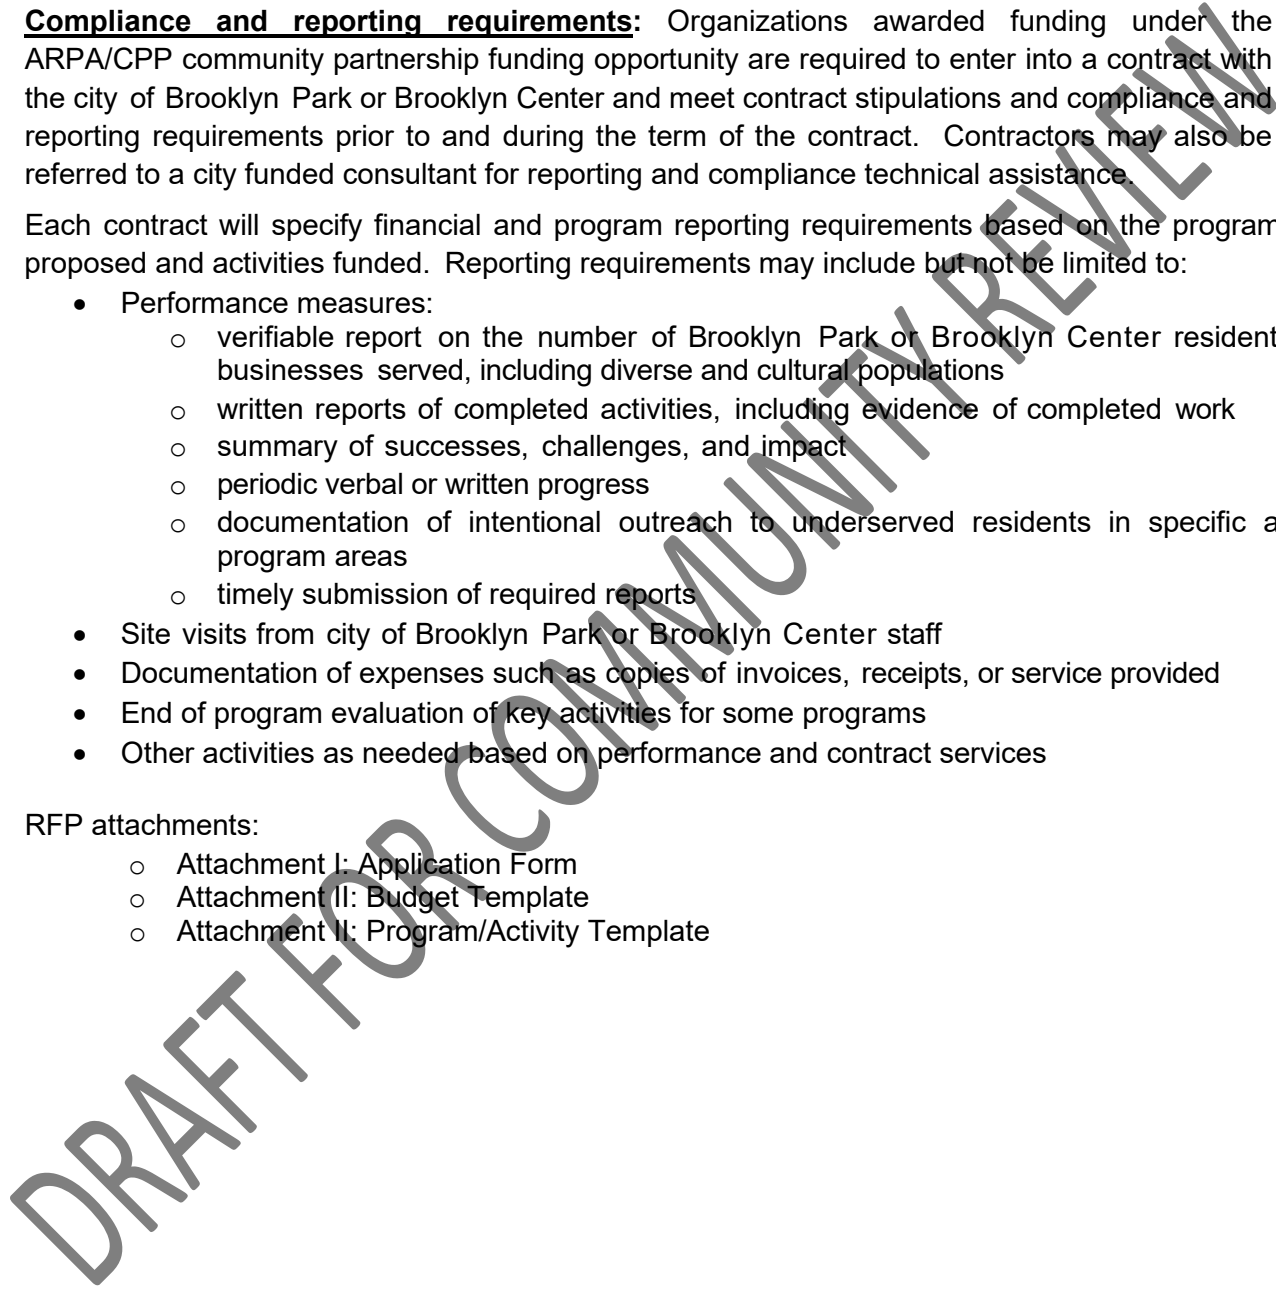 Compliance and reporting requirements: Organizations awarded funding under the
ARPA/CPP community partnership funding opportunity are required to enter into a contract with
the city of Brooklyn Park or Brooklyn Center and meet contract stipulations and compliance and
reporting requirements prior to and during the term of the contract. Contractors may also be
referred to a city funded consultant for reporting and compliance technical assistance.
Each contract will specify financial and program reporting requirements based on the program
proposed and activities funded. Reporting requirements may include but not be limited to:
• Performance measures:
o verifiable report on the number of Brooklyn Park or Brooklyn Center resident
businesses served, including diverse and cultural populations
o written reports of completed activities, including evidence of completed work
o summary of successes, challenges, and impact
o periodic verbal or written progress
o documentation of intentional outreach to underserved residents in specific a
program areas
o timely submission of required reports
• Site visits from city of Brooklyn Park or Brooklyn Center staff
• Documentation of expenses such as copies of invoices, receipts, or service provided
• End of program evaluation of key activities for some programs
• Other activities as needed based on performance and contract services
RFP attachments:
o Attachment I: Application Form
o Attachment II: Budget Template
o Attachment II: Program/Activity Template
DRAFT FOR COMMUNITY REVIEW